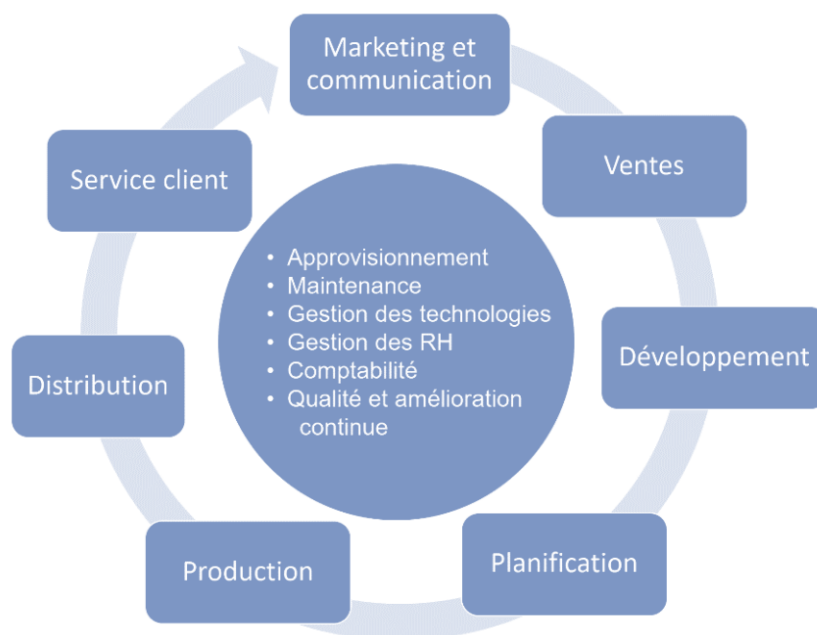 Marketing et
communication
Ventes
Développement
Planification
Production
Distribution
Service client
• Approvisionnement
• Maintenance
• Gestion des technologies
• Gestion des RH
• Comptabilité
• Qualité et amélioration
continue